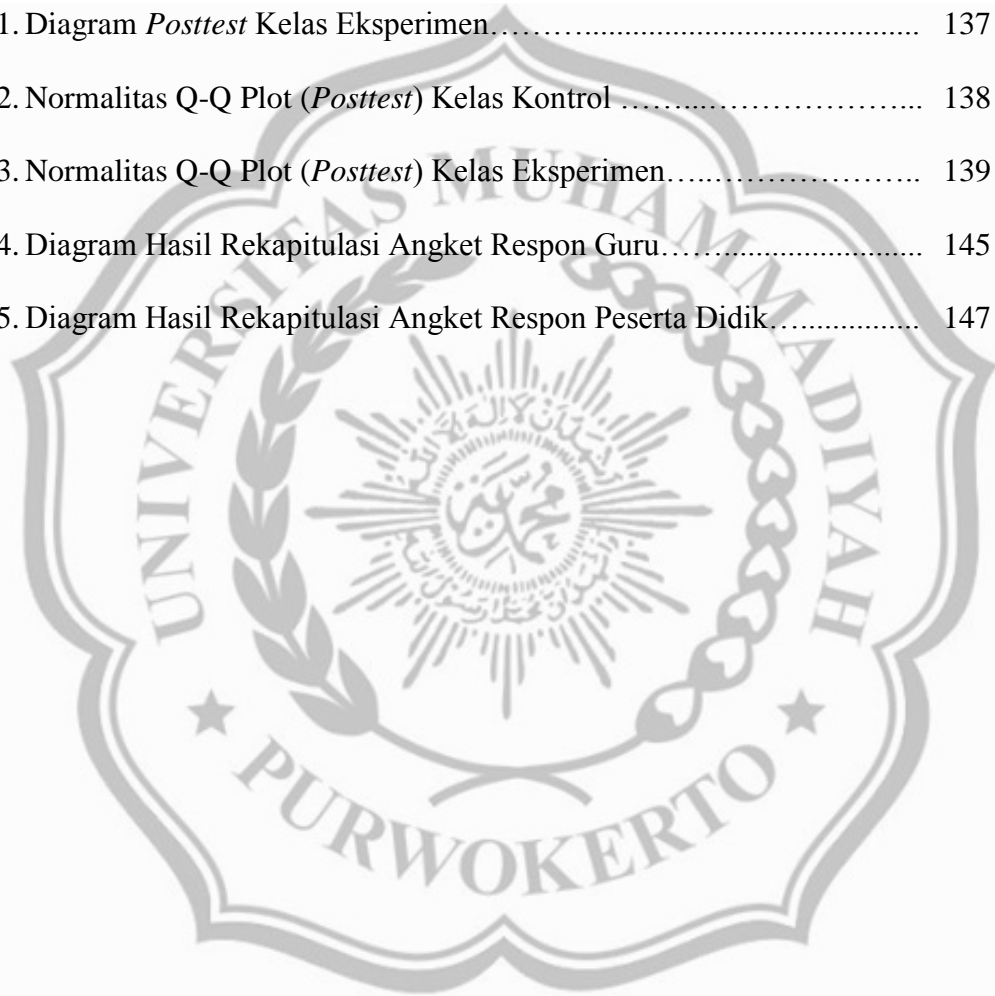 1. Diagram Posttest Kelas Eksperimen……….......................................... 137
2. Normalitas Q-Q Plot (Posttest) Kelas Kontrol ……...………………... 138
3. Normalitas Q-Q Plot (Posttest) Kelas Eksperimen…..……………….. 139
4. Diagram Hasil Rekapitulasi Angket Respon Guru……....................... 145
5. Diagram Hasil Rekapitulasi Angket Respon Peserta Didik…............... 147
UNIVERSITAS MUHAMMADIYAH
PURWOKERTO